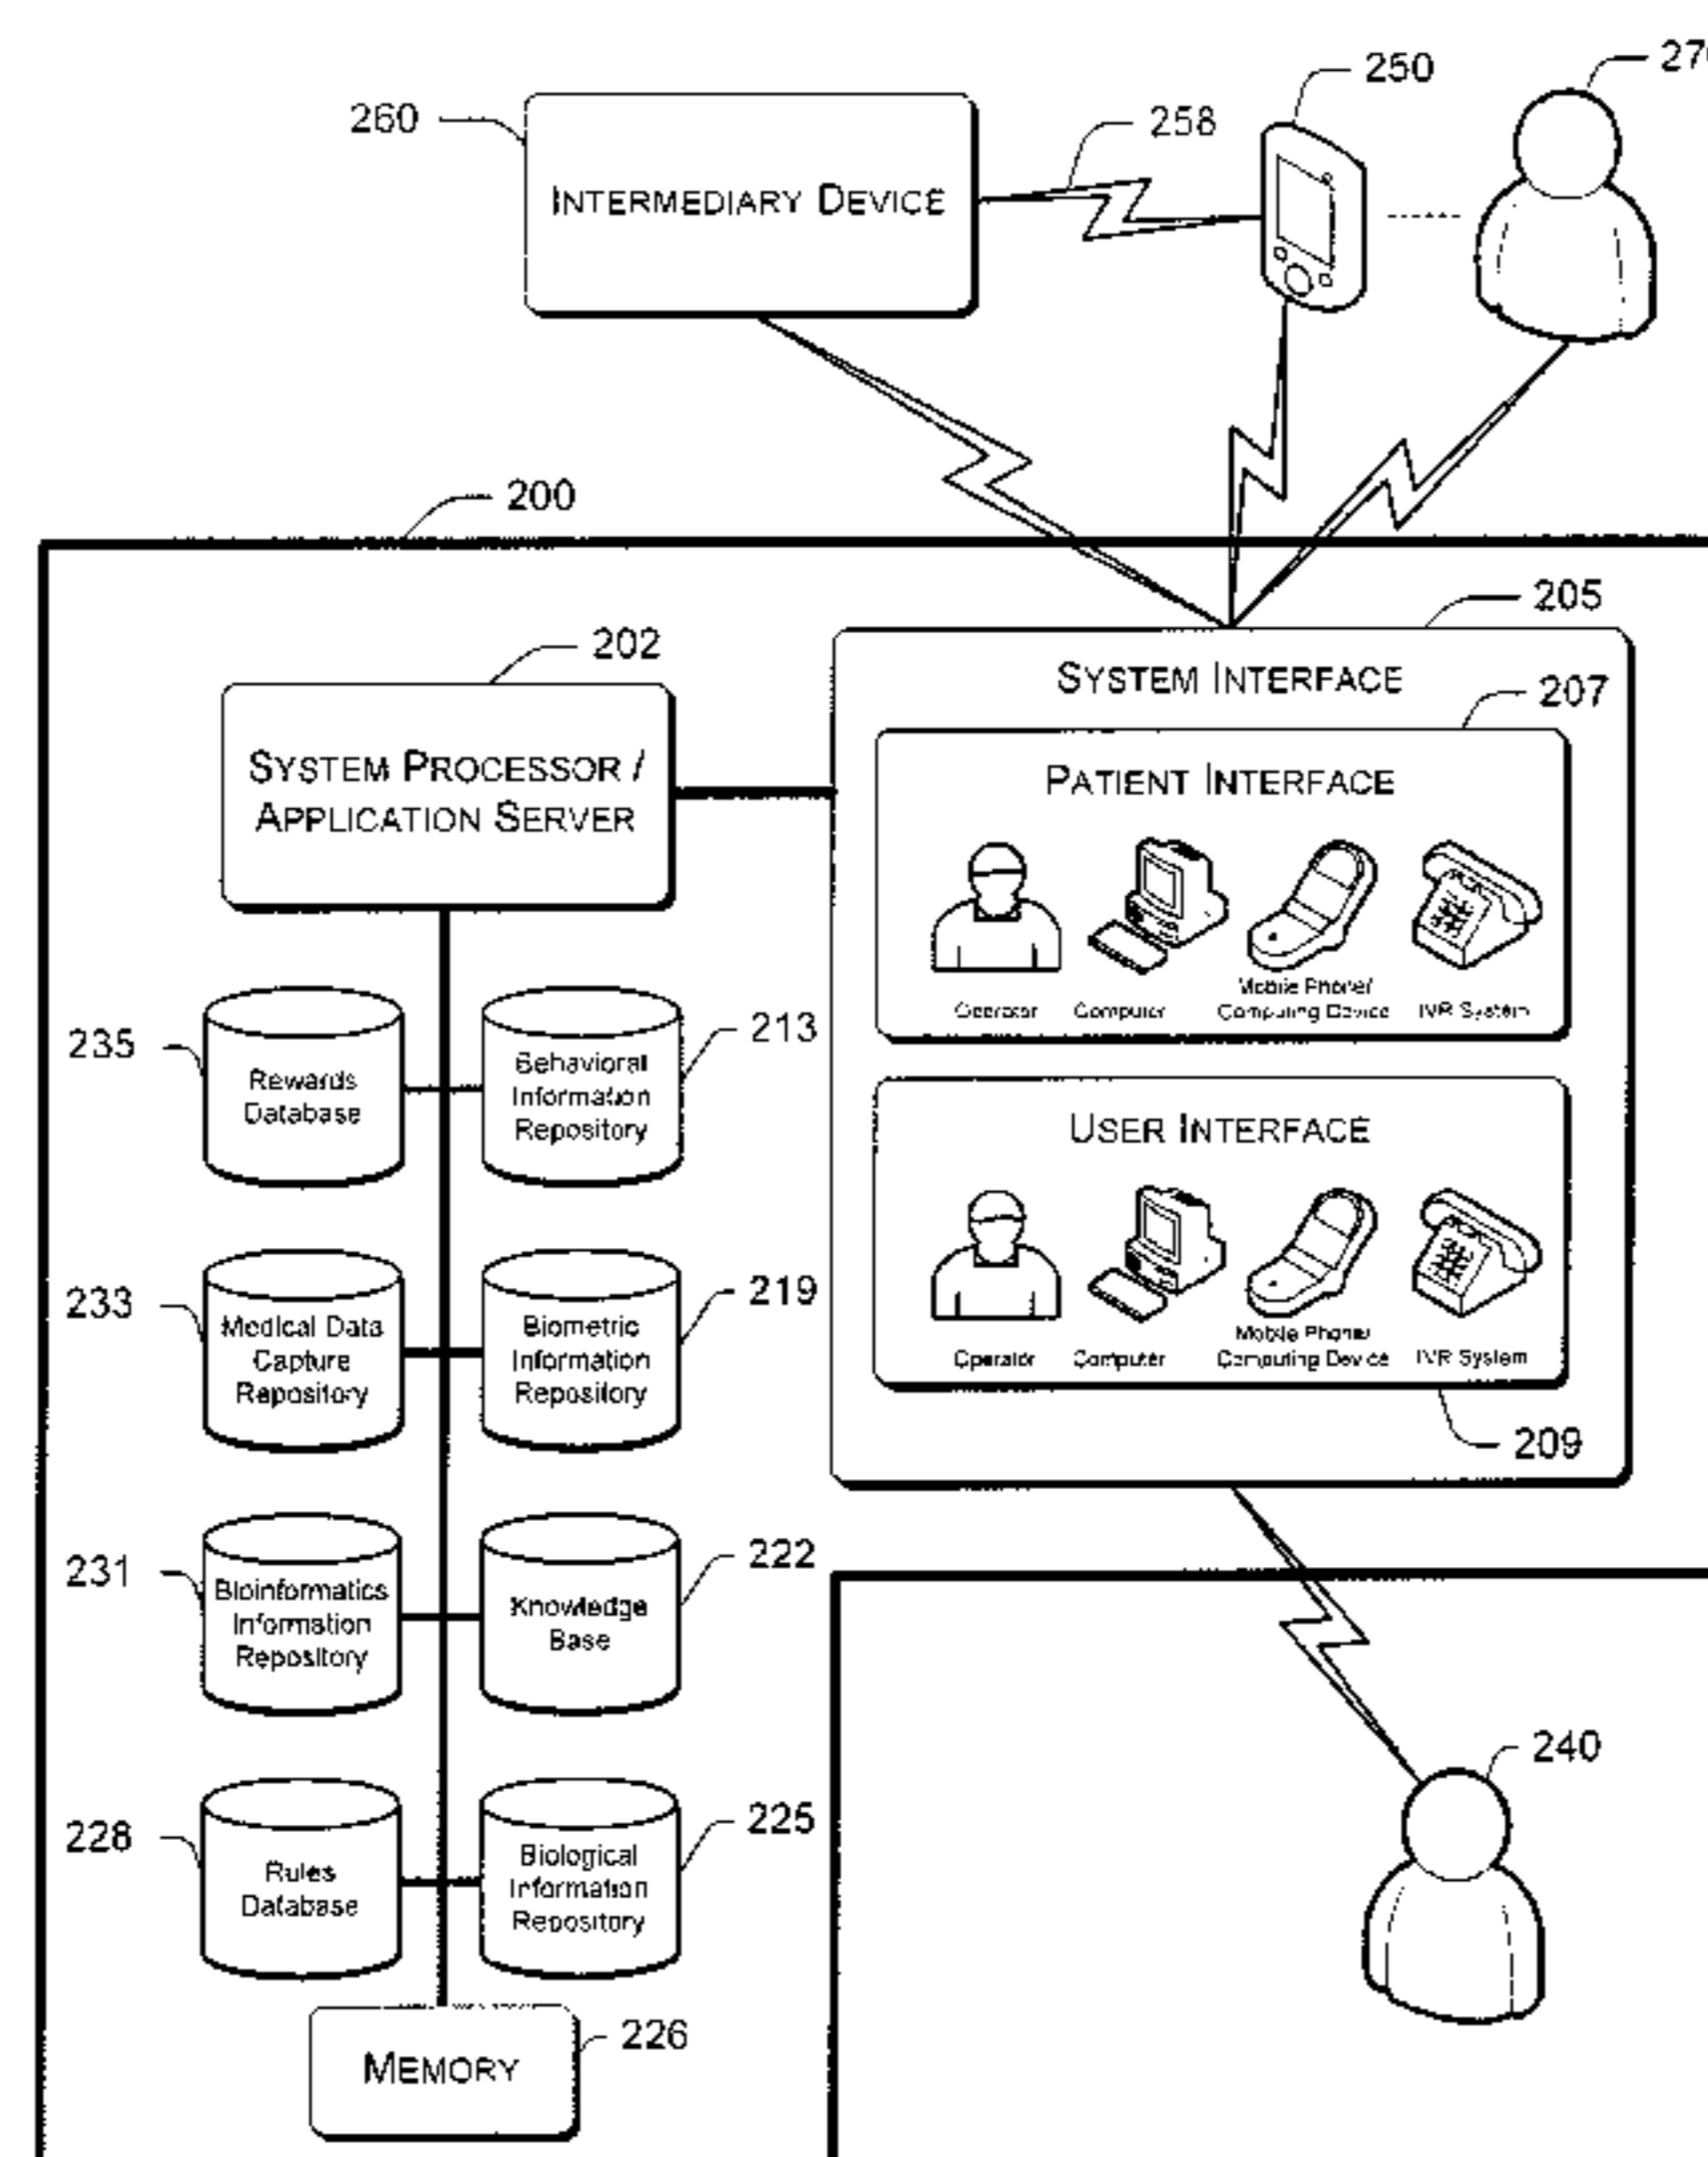 260
258
250
27
INTERMEDIARY DEVICE
200
205
202
SYSTEM INTERFACE
207
SYSTEM PROCESSOR /
APPLICATION SERVER
PATIENT INTERFACE
Operator
Computer
Mobile Phone/
Computing Device
IVR System
235
Rewards
Database
213
Behavioral
Information
Repository
USER INTERFACE
Operator
Computer
Mobile Phone/
Computing Device
IVR System
209
233
Medical Data
Capture
Repository
219
Biometric
Information
Repository
231
Bioinformatics
Information
Repository
222
Knowledge
Base
240
228
Rules
Database
225
Biological
Information
Repository
226
MEMORY